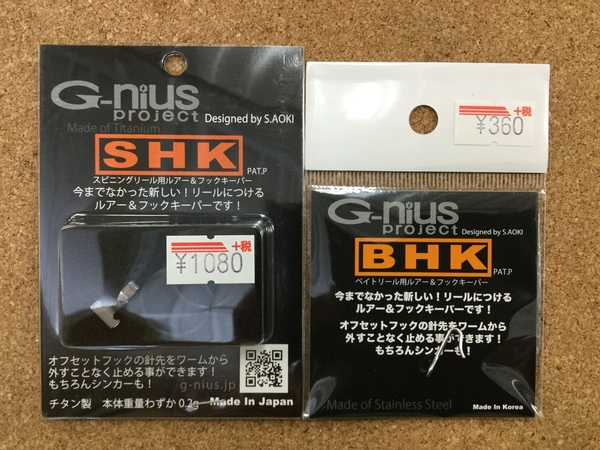 G-nius
project Designed by S.AOKI
Made of Titanium
SHK PAT.P
スピニングリール用ルアー&フックキーパー
今までなかった新しい!リールにつける
ルアー&フックキーパーです!
+税
¥1080
オフセットフックの針先をワームから
外すことなく止める事ができます!
もちろんシンカーも!
g-nius.jp
チタン製 本体重量わずか 0.2g Made In Japan
+税
¥360
G-nius
project Designed by S.AOKI
BHK PAT.P
ベイトリール用ルアー&フックキーパー
今までなかった新しい!リールにつける
ルアー&フックキーパーです!
オフセットフックの針先をワームから
外すことなく止める事ができます!
もちろんシンカーも!
Made of Stainless Steel
Made In Korea